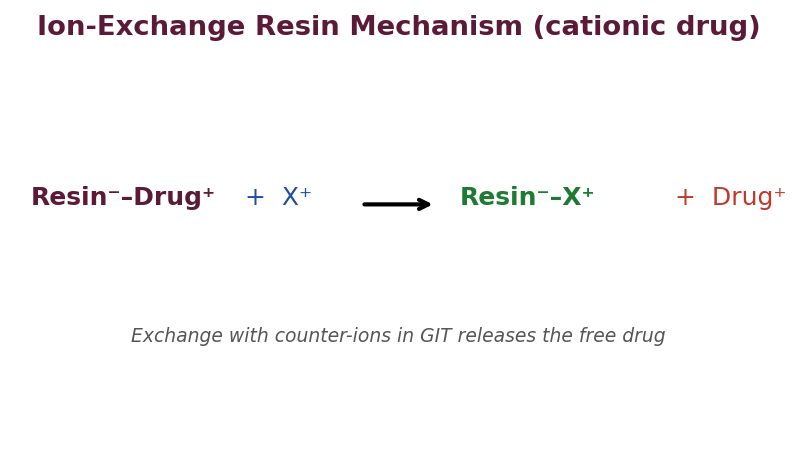 Ion-Exchange Resin Mechanism (cationic drug)
Resin⁻–Drug⁺ + X⁺ → Resin⁻–X⁺ + Drug⁺
Exchange with counter-ions in GIT releases the free drug